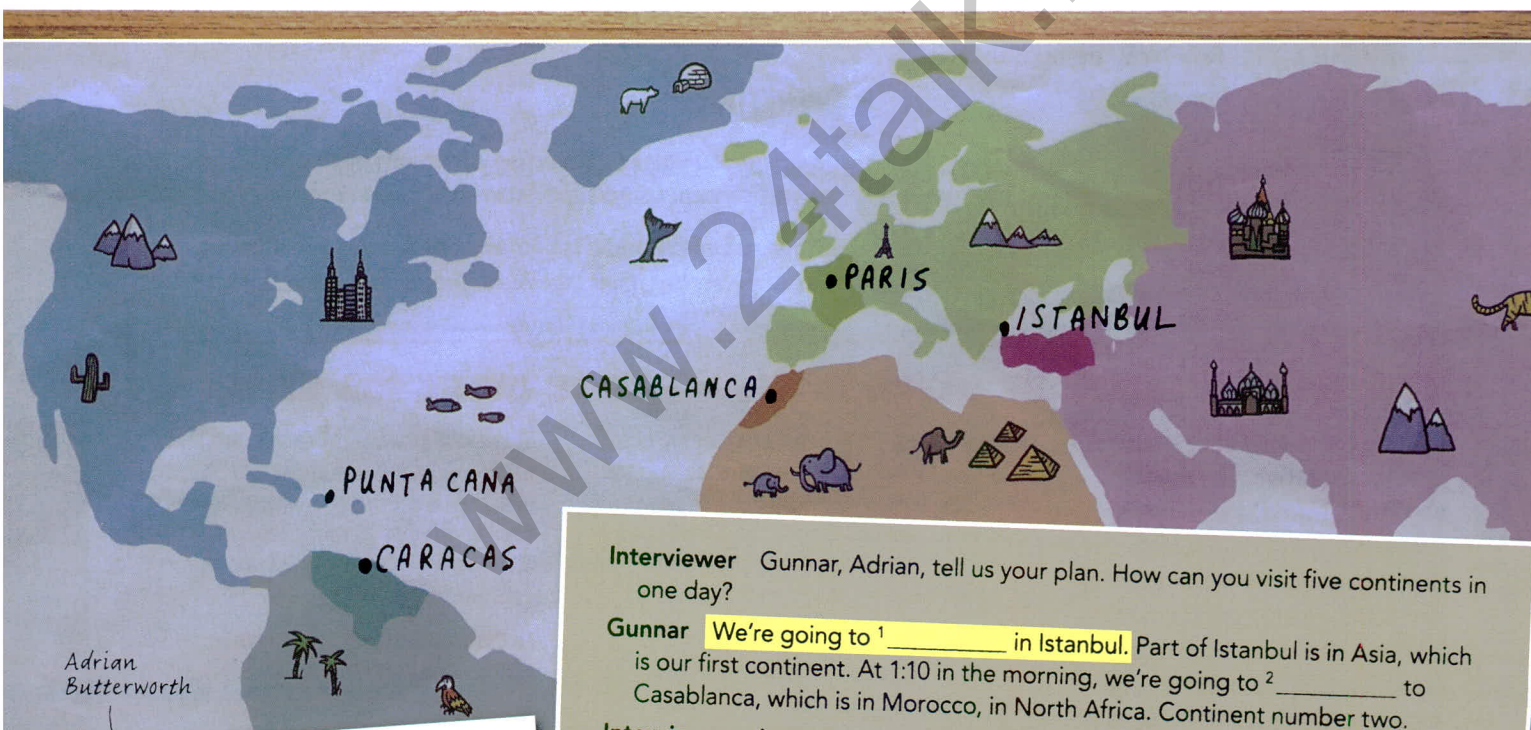 www.24talk.
PARIS
ISTANBUL
CASABLANCA
PUNTA CANA
CARACAS
Adrian
Butterworth
Interviewer Gunnar, Adrian, tell us your plan. How can you visit five continents in
one day?
Gunnar We're going to ¹__________ in Istanbul. Part of Istanbul is in Asia, which
is our first continent. At 1:10 in the morning, we're going to ²__________ to
Casablanca, which is in Morocco, in North Africa. Continent number two.